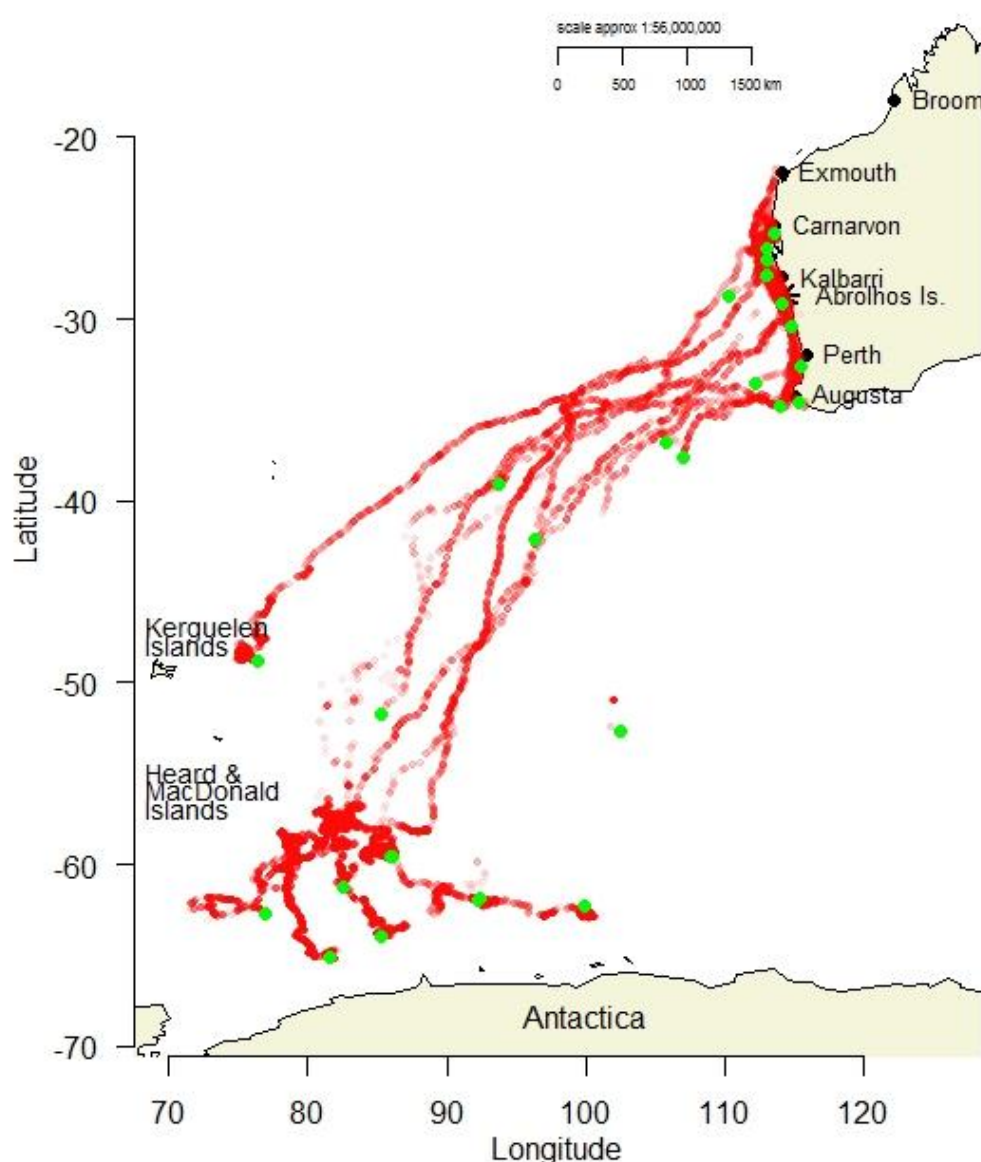 scale approx 1:56,000,000
0 500 1000 1500 km
Broom
-20
Exmouth
Carnarvon
Kalbarri
Abrolhos Is.
-30
Perth
Augusta
Latitude
-40
Kerguelen
Islands
-50
Heard &
MacDonald
Islands
-60
Antactica
-70
70 80 90 100 110 120
Longitude